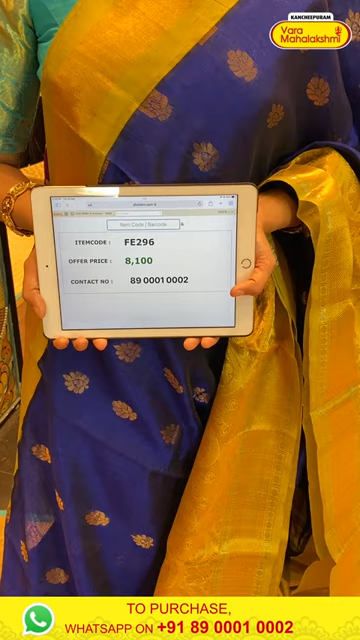 KANCHEEPURAM
Vara
Mahalakshmi
Item Code / Barcode
ITEMCODE : FE296
OFFER PRICE : 8,100
CONTACT NO : 89 0001 0002
TO PURCHASE,
WHATSAPP ON +91 89 0001 0002